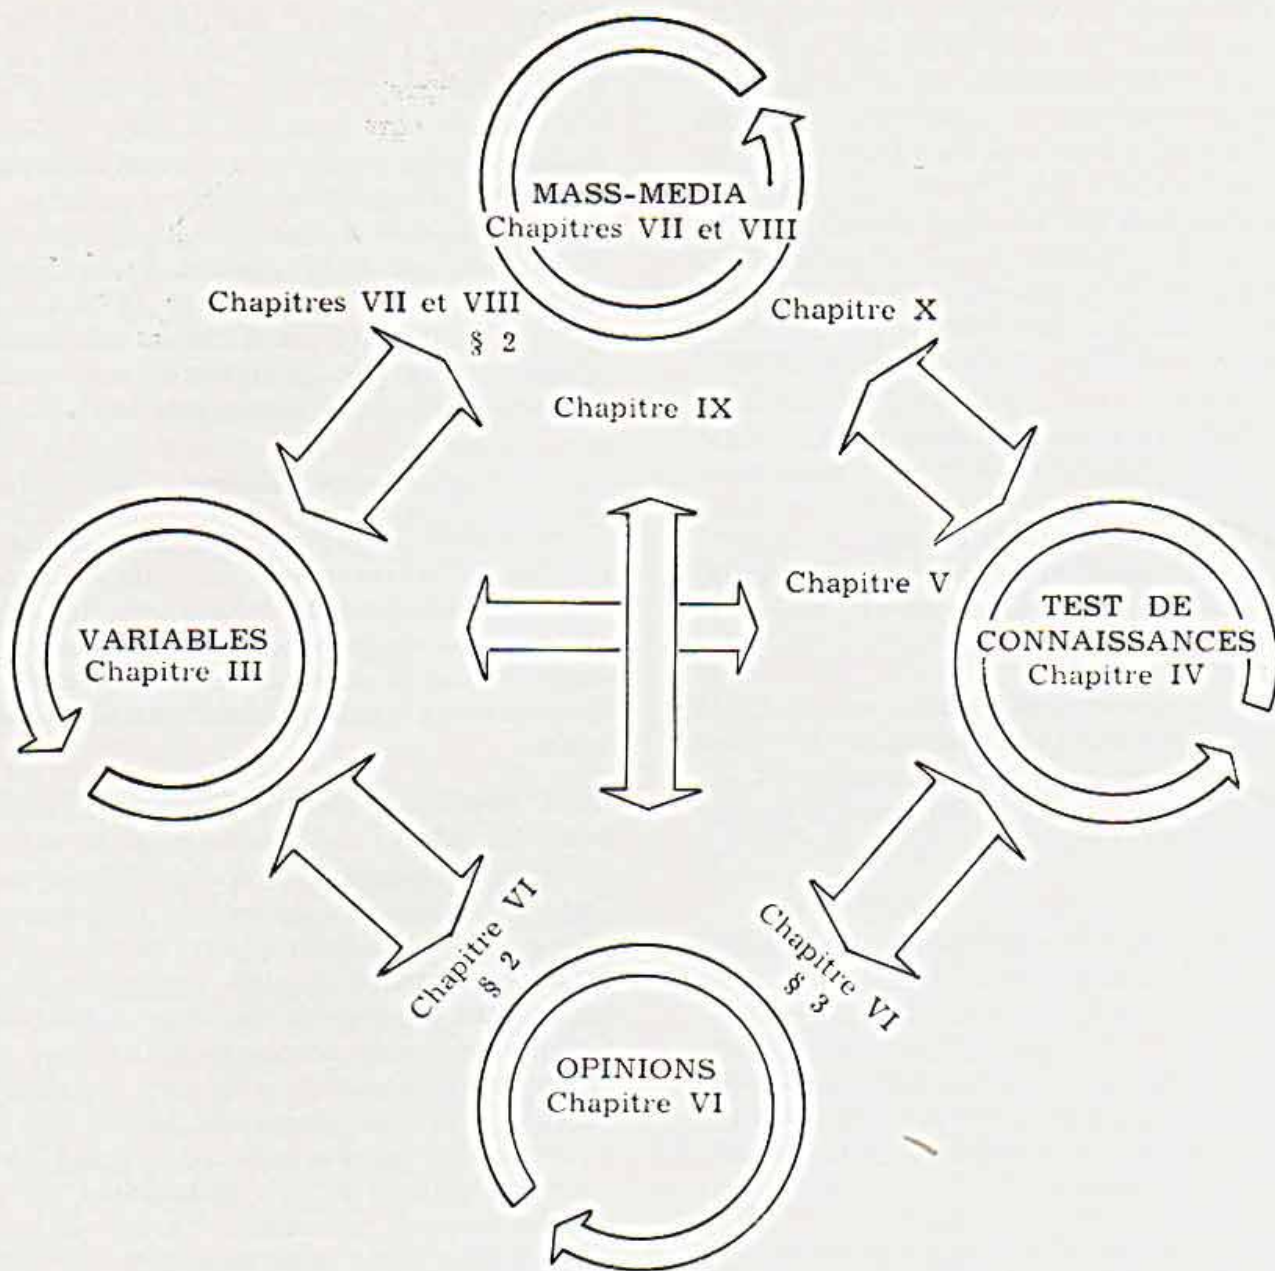 MASS-MEDIA
Chapitres VII et VIII
Chapitres VII et VIII
§ 2
Chapitre X
Chapitre IX
Chapitre V
VARIABLES
Chapitre III
TEST DE
CONNAISSANCES
Chapitre IV
Chapitre VI
§ 2
Chapitre VI
§ 3
OPINIONS
Chapitre VI